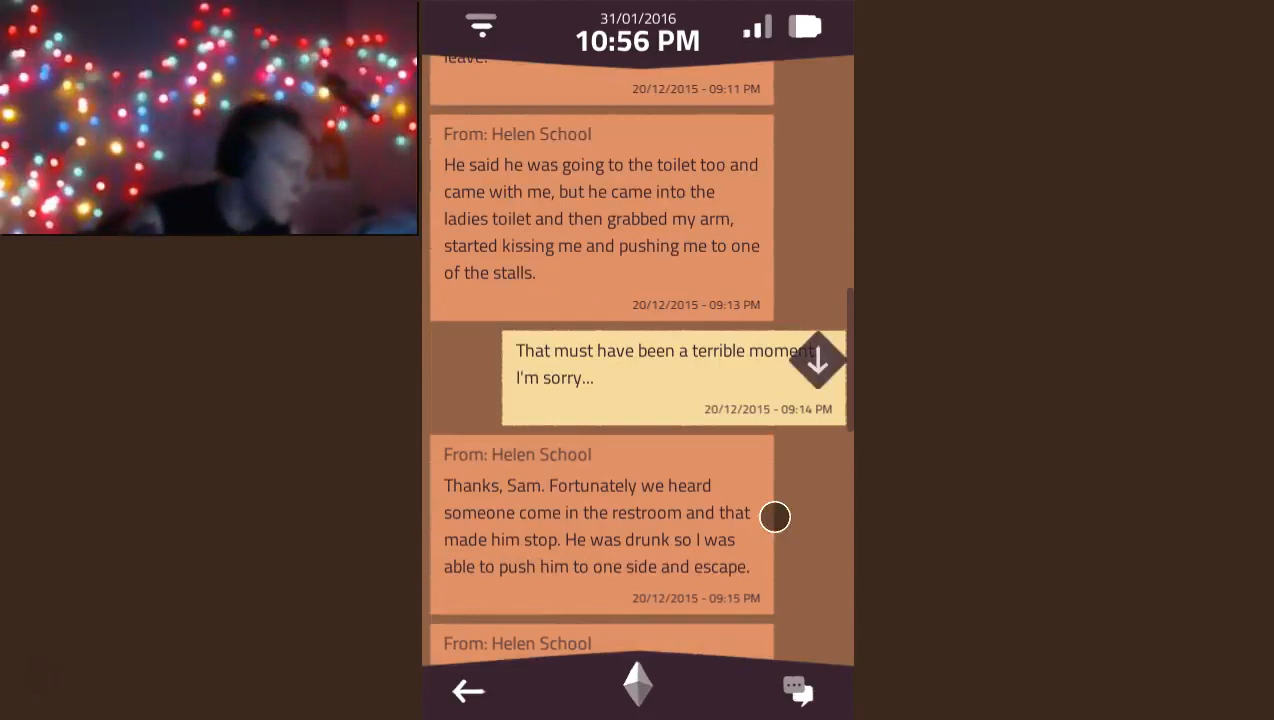 31/01/2016
10:56 PM
leave.
20/12/2015 - 09:11 PM
From: Helen School
He said he was going to the toilet too and
came with me, but he came into the
ladies toilet and then grabbed my arm,
started kissing me and pushing me to one
of the stalls.
20/12/2015 - 09:13 PM
That must have been a terrible moment
I'm sorry...
20/12/2015 - 09:14 PM
From: Helen School
Thanks, Sam. Fortunately we heard
someone come in the restroom and that
made him stop. He was drunk so I was
able to push him to one side and escape.
20/12/2015 - 09:15 PM
From: Helen School